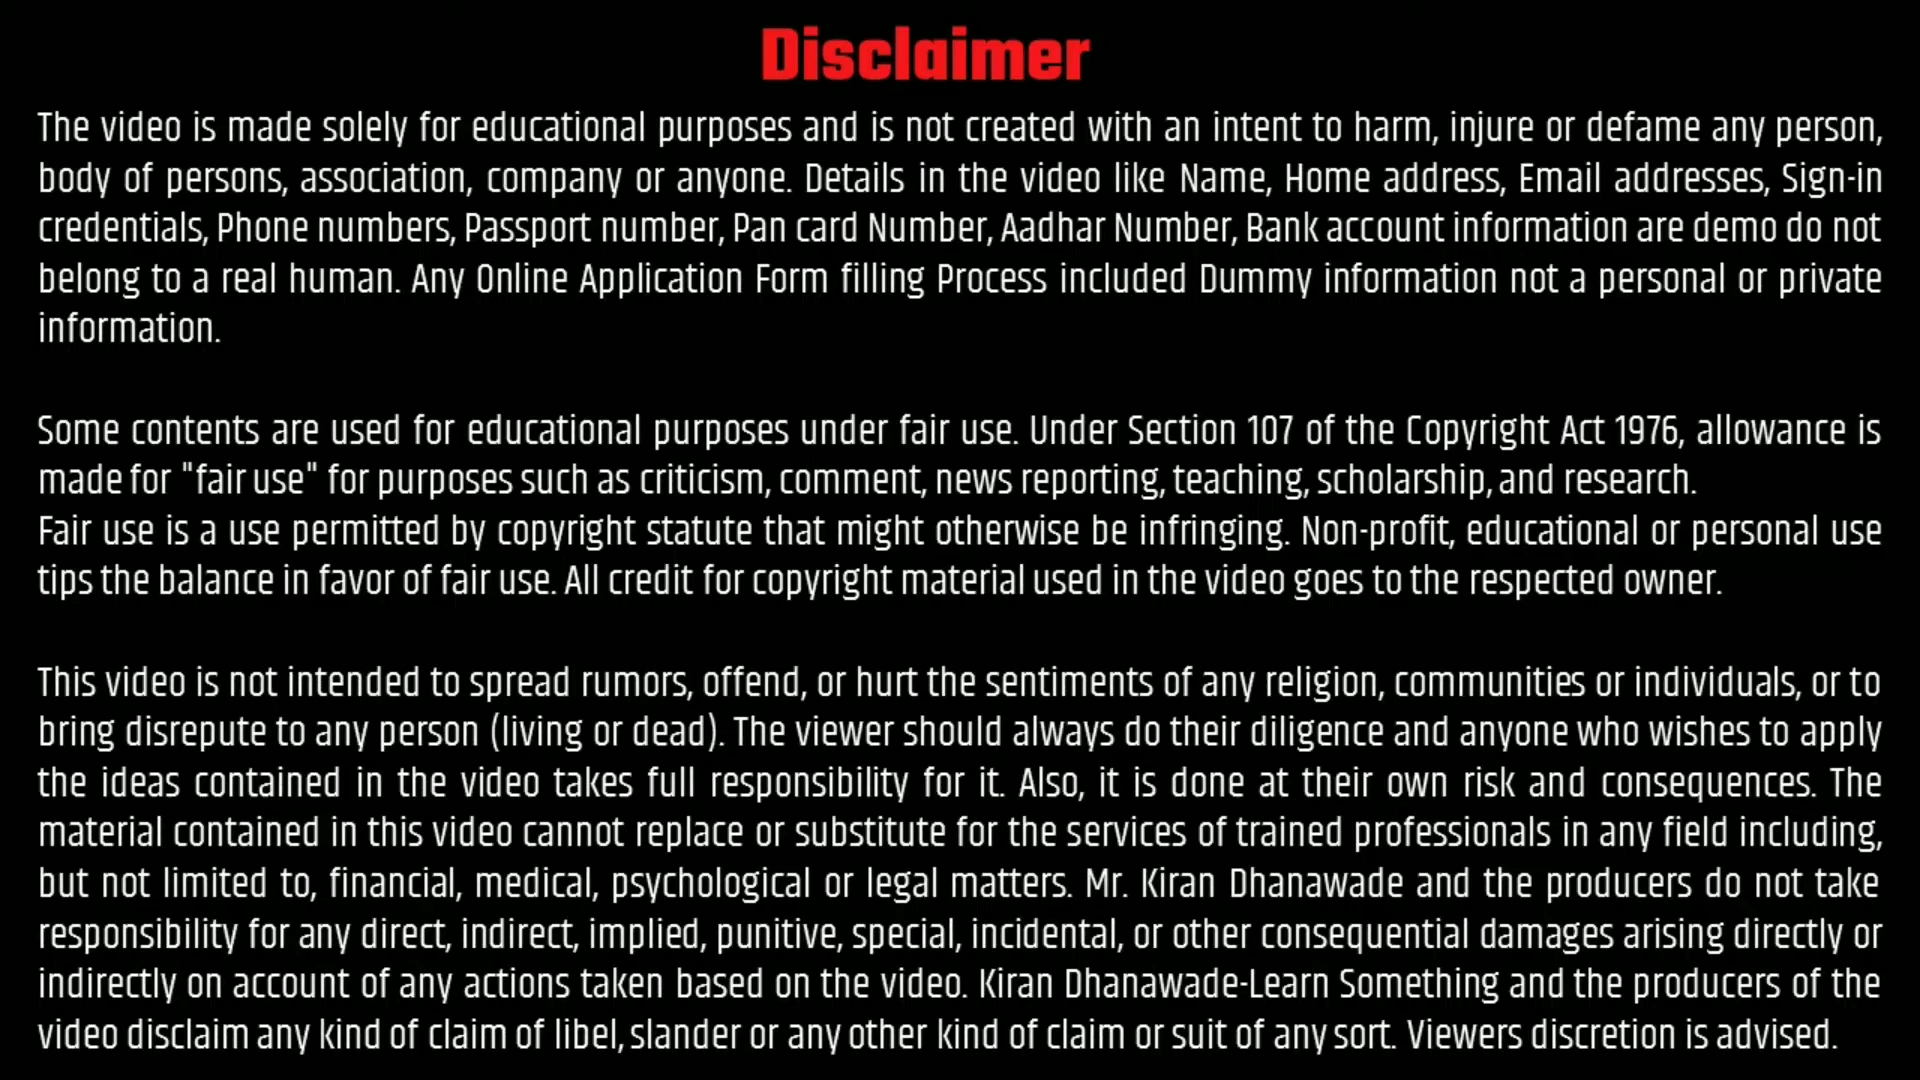 Disclaimer
The video is made solely for educational purposes and is not created with an intent to harm, injure or defame any person,
body of persons, association, company or anyone. Details in the video like Name, Home address, Email addresses, Sign-in
credentials, Phone numbers, Passport number, Pan card Number, Aadhar Number, Bank account information are demo do not
belong to a real human. Any Online Application Form filling Process included Dummy information not a personal or private
information.
Some contents are used for educational purposes under fair use. Under Section 107 of the Copyright Act 1976, allowance is
made for "fair use" for purposes such as criticism, comment, news reporting, teaching, scholarship, and research.
Fair use is a use permitted by copyright statute that might otherwise be infringing. Non-profit, educational or personal use
tips the balance in favor of fair use. All credit for copyright material used in the video goes to the respected owner.
This video is not intended to spread rumors, offend, or hurt the sentiments of any religion, communities or individuals, or to
bring disrepute to any person (living or dead). The viewer should always do their diligence and anyone who wishes to apply
the ideas contained in the video takes full responsibility for it. Also, it is done at their own risk and consequences. The
material contained in this video cannot replace or substitute for the services of trained professionals in any field including,
but not limited to, financial, medical, psychological or legal matters. Mr. Kiran Dhanawade and the producers do not take
responsibility for any direct, indirect, implied, punitive, special, incidental, or other consequential damages arising directly or
indirectly on account of any actions taken based on the video. Kiran Dhanawade-Learn Something and the producers of the
video disclaim any kind of claim of libel, slander or any other kind of claim or suit of any sort. Viewers discretion is advised.